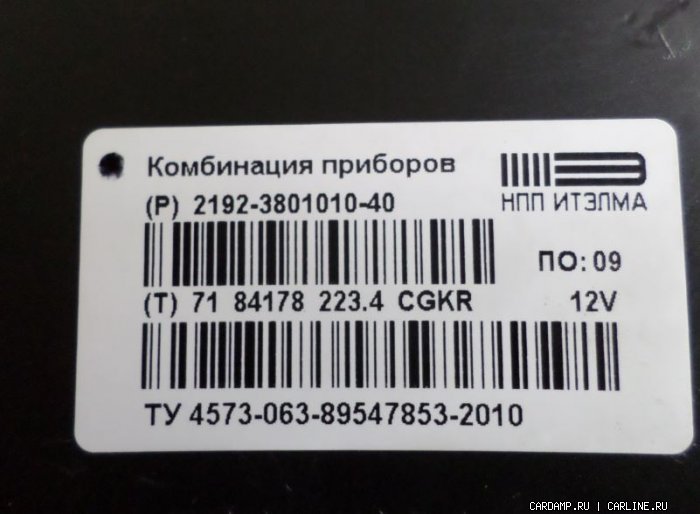 Комбинация приборов
(P) 2192-3801010-40
НПП ИТЭЛМА
ПО: 09
(T) 71 84178 223.4 CGKR 12V
ТУ 4573-063-89547853-2010
CARDAMP.RU | CARLINE.RU